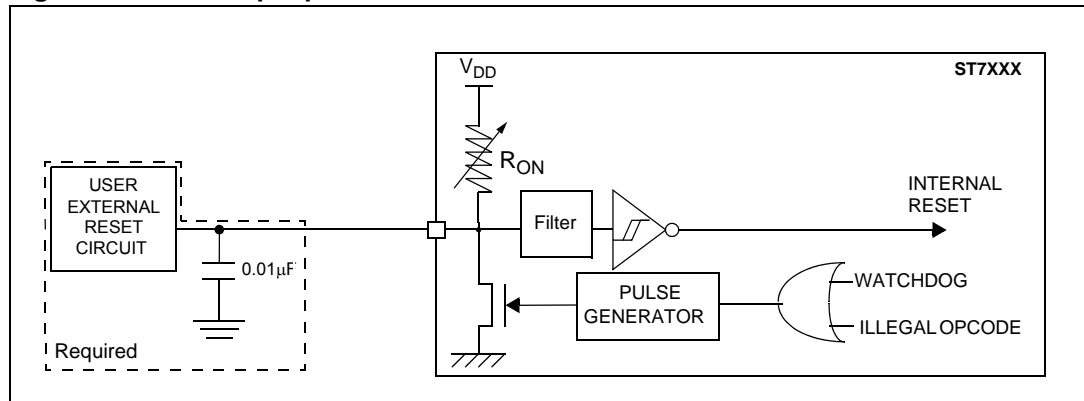 VDD
ST7XXX
RON
USER
EXTERNAL
RESET
CIRCUIT
Filter
INTERNAL
RESET
0.01µF
PULSE
GENERATOR
WATCHDOG
ILLEGAL OPCODE
Required